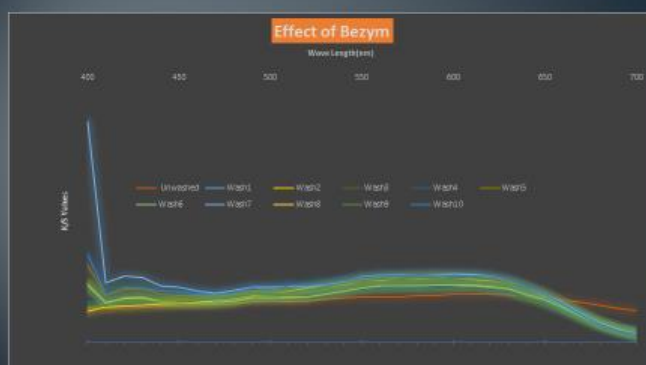 Effect of Bezym
Wave Length(nm)
400 450 500 550 600 650 700
K/S Values
Unwashed Wash1 Wash2 Wash3 Wash4 Wash5
Wash6 Wash7 Wash8 Wash9 Wash10